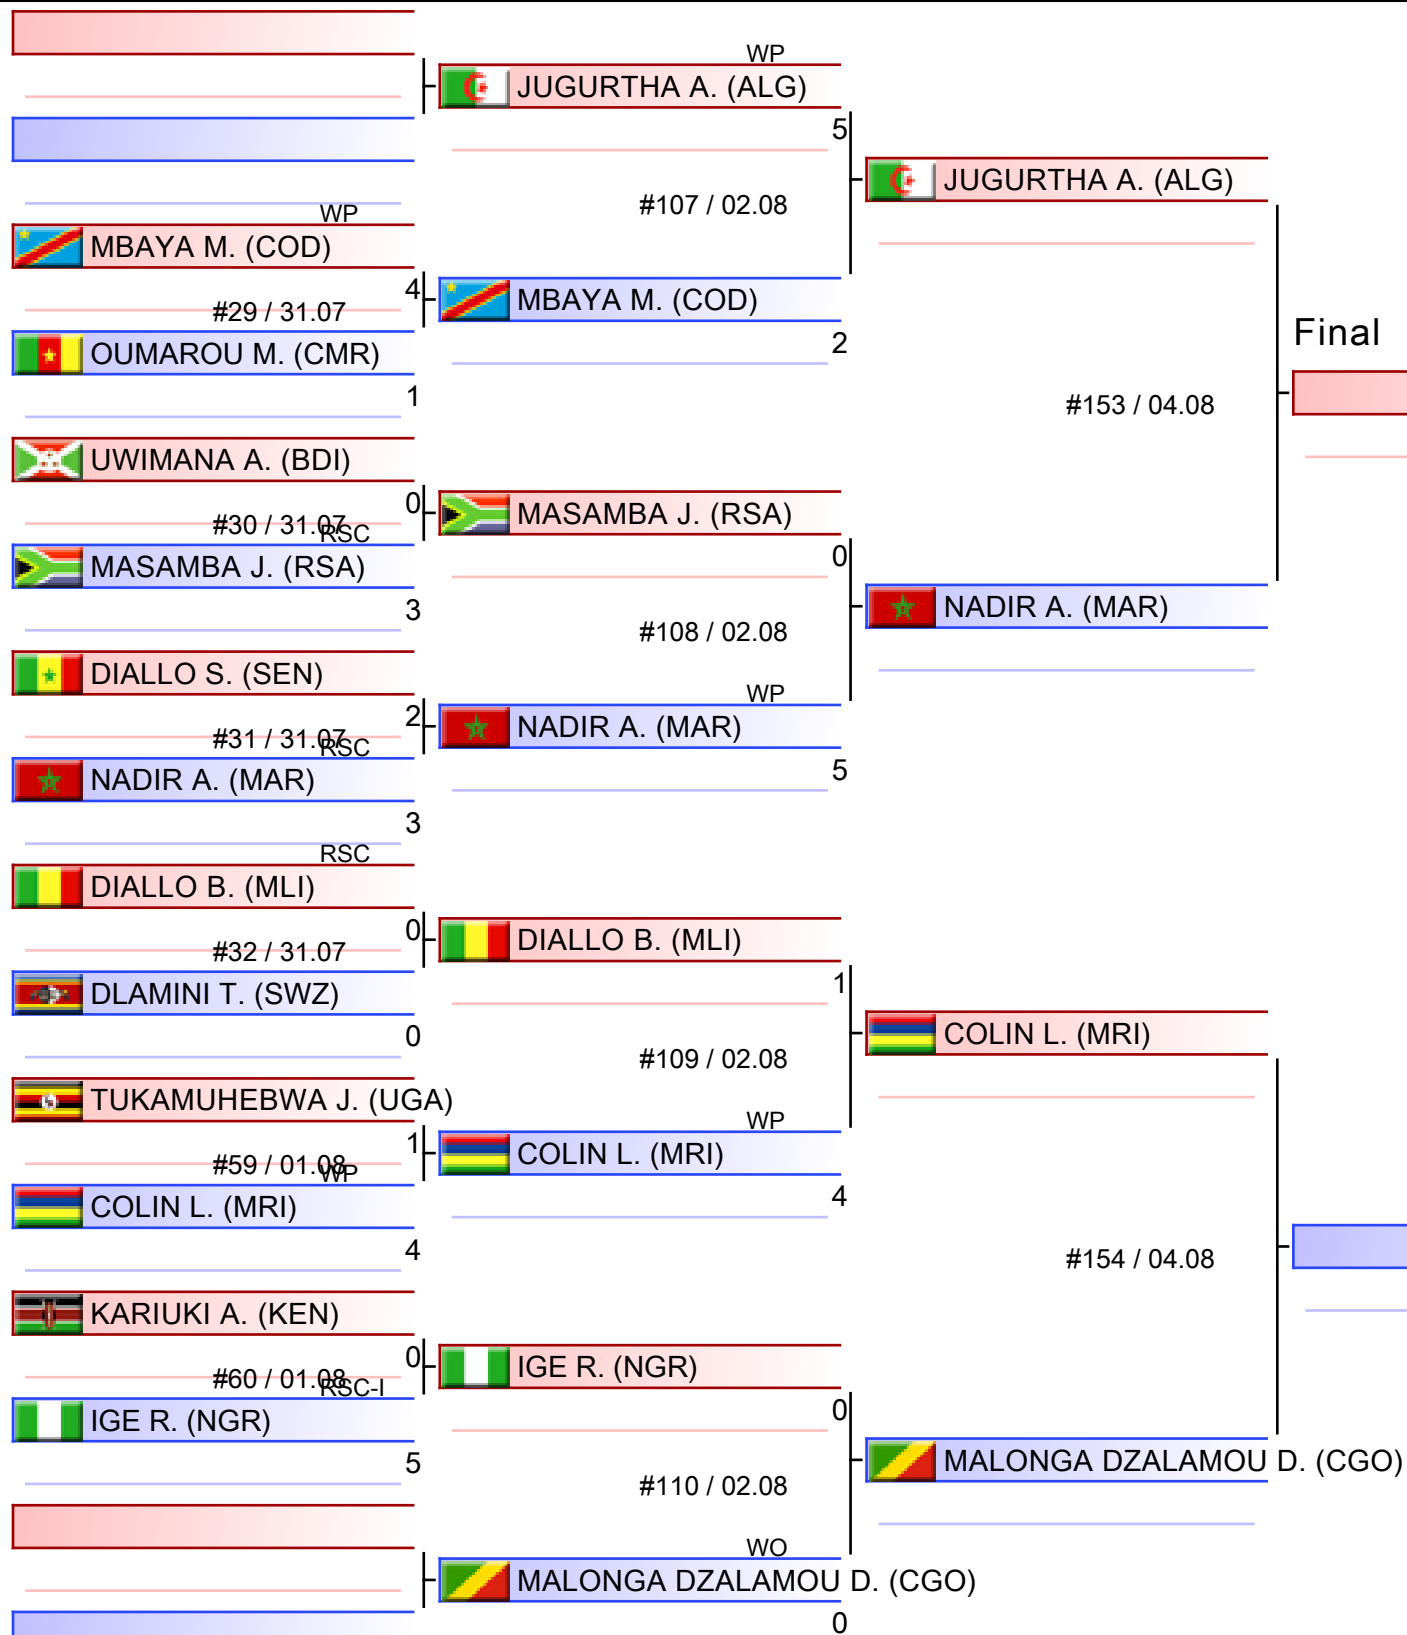 WP
JUGURTHA A. (ALG)
5
JUGURTHA A. (ALG)
#107 / 02.08
WP
MBAYA M. (COD)
4
#29 / 31.07
MBAYA M. (COD)
2
Final
OUMAROU M. (CMR)
1
#153 / 04.08
UWIMANA A. (BDI)
0
#30 / 31.07
RSC
MASAMBA J. (RSA)
0
MASAMBA J. (RSA)
3
NADIR A. (MAR)
#108 / 02.08
DIALLO S. (SEN)
WP
2
#31 / 31.07
RSC
NADIR A. (MAR)
5
NADIR A. (MAR)
3
RSC
DIALLO B. (MLI)
0
#32 / 31.07
DIALLO B. (MLI)
1
DLAMINI T. (SWZ)
0
COLIN L. (MRI)
#109 / 02.08
TUKAMUHEBWA J. (UGA)
WP
1
#59 / 01.08
WP
COLIN L. (MRI)
4
COLIN L. (MRI)
4
#154 / 04.08
KARIUKI A. (KEN)
0
#60 / 01.08
RSC-I
IGE R. (NGR)
0
IGE R. (NGR)
5
MALONGA DZALAMOU D. (CGO)
#110 / 02.08
WO
MALONGA DZALAMOU D. (CGO)
0